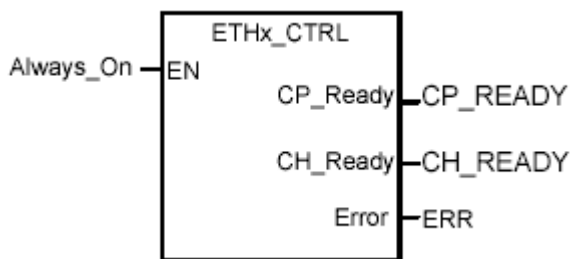 ETHx_CTRL
Always_On EN
CP_Ready CP_READY
CH_Ready CH_READY
Error ERR